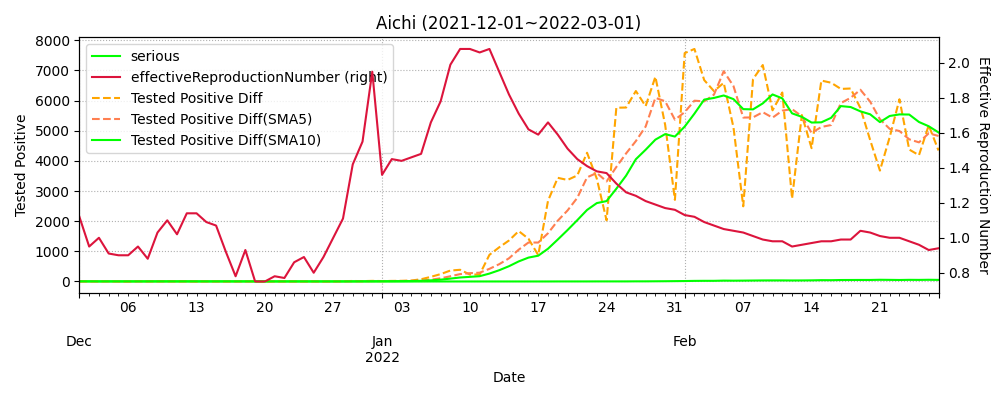 Aichi (2021-12-01~2022-03-01)
serious
effectiveReproductionNumber (right)
Tested Positive Diff
Tested Positive Diff(SMA5)
Tested Positive Diff(SMA10)
Tested Positive
8000
7000
6000
5000
4000
3000
2000
1000
0
Effective Reproduction Number
2.0
1.8
1.6
1.4
1.2
1.0
0.8
06 13 20 27 03 10 17 24 07 14 21
Dec Jan Feb
2022
Date